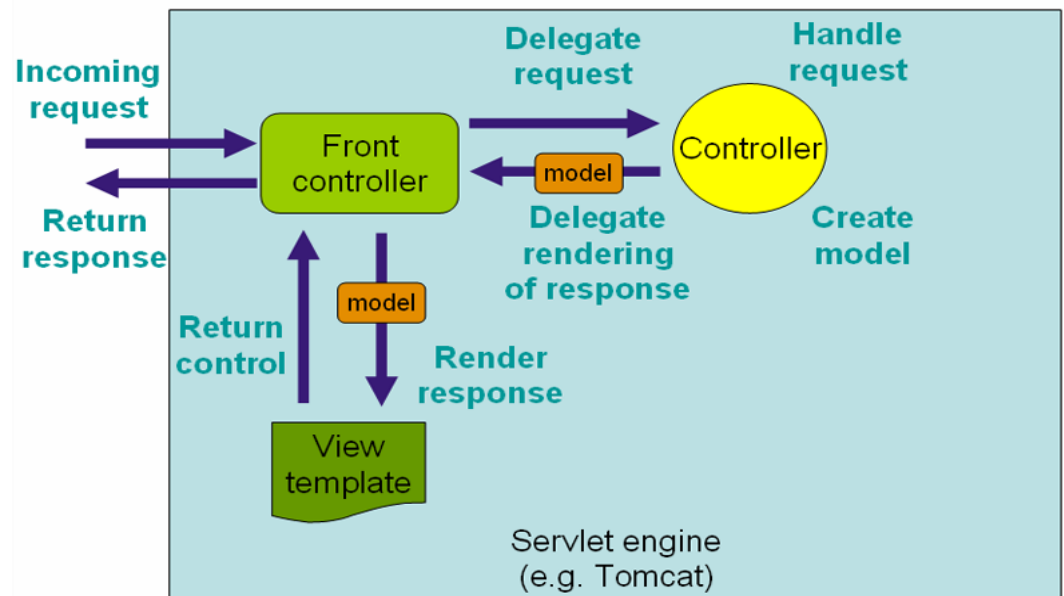 Incoming
request
Return
response
Front
controller
Delegate
request
Handle
request
Controller
model
Delegate
rendering
of response
Create
model
Return
control
model
Render
response
View
template
Servlet engine
(e.g. Tomcat)